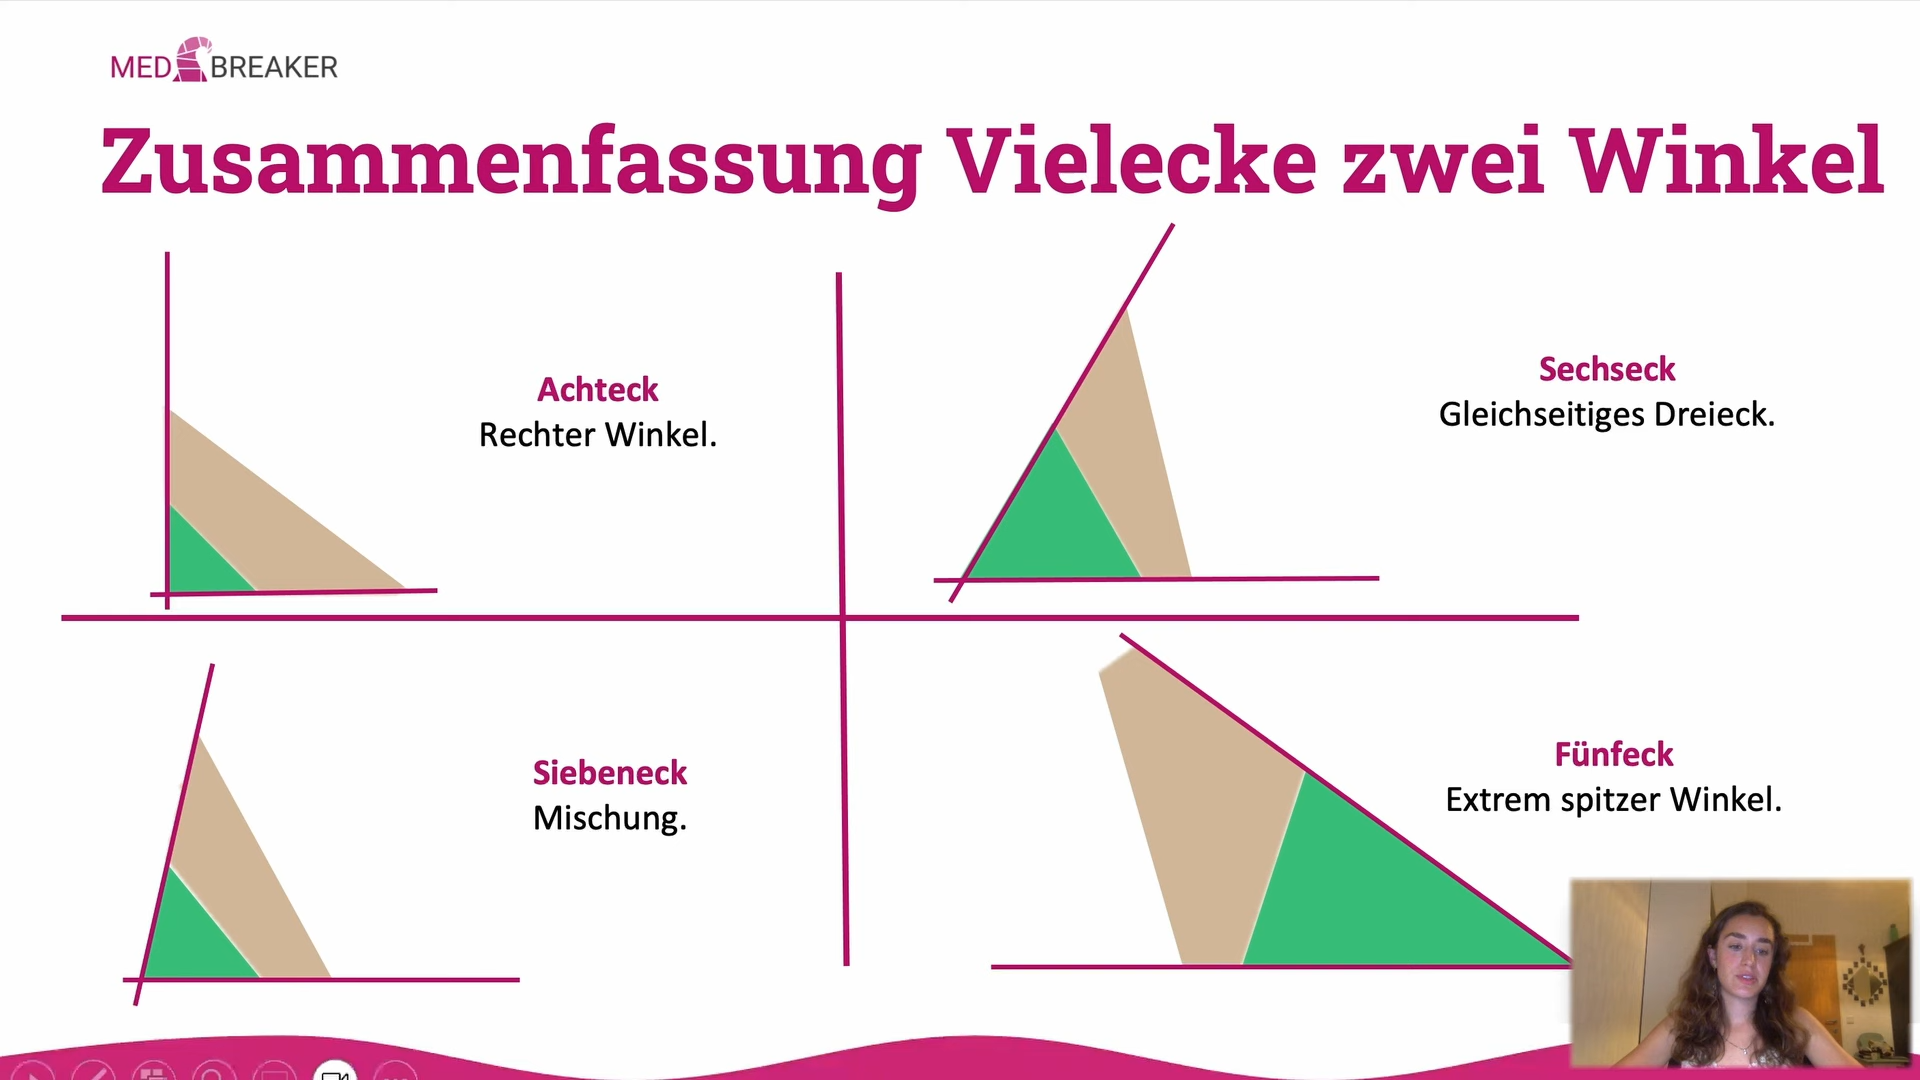 MED BREAKER
Zusammenfassung Vielecke zwei Winkel
Achteck
Rechter Winkel.
Sechseck
Gleichseitiges Dreieck.
Siebeneck
Mischung.
Fünfeck
Extrem spitzer Winkel.